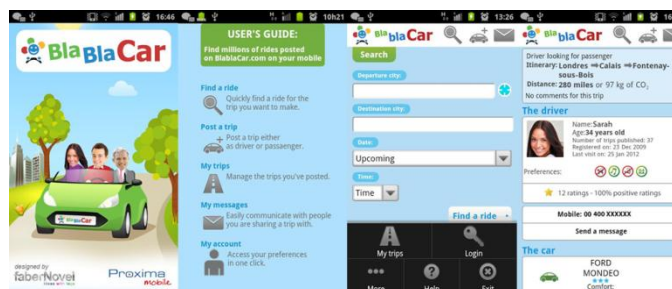 16:46
BlaBlaCar
BlaBlaCar
designed by
faberNovel
Proxima
mobile
10h21
USER'S GUIDE:
Find millions of rides posted
on BlaBlaCar.com on your mobile
Find a ride
Quickly find a ride for the
trip you want to make.
Post a trip
Post a trip either
as driver or passaenger.
My trips
Manage the trips you've posted.
My messages
Easily communicate with people
you are sharing a trip with.
My account
Access your preferences
in one click.
13:26
BlaBlaCar
Search
Departure city:
Destination city:
Date:
Upcoming
Time:
Time
Find a ride
My trips
Login
More
Help
Exit
10h
BlaBlaCar
Driver looking for passenger
Itinerary: Londres ⇒Calais ⇒Fontenay-
sous-Bois
Distance: 280 miles or 97 kg of CO2
No comments for this trip
The driver
Name: Sarah
Age: 34 years old
Number of trips published: 37
Registered on: 23 Dec 2009
Last visit on: 25 Jan 2012
Preferences:
12 ratings - 100% positive ratings
Mobile: 00 400 XXXXXX
Send a message
The car
FORD
MONDEO
Comfort: